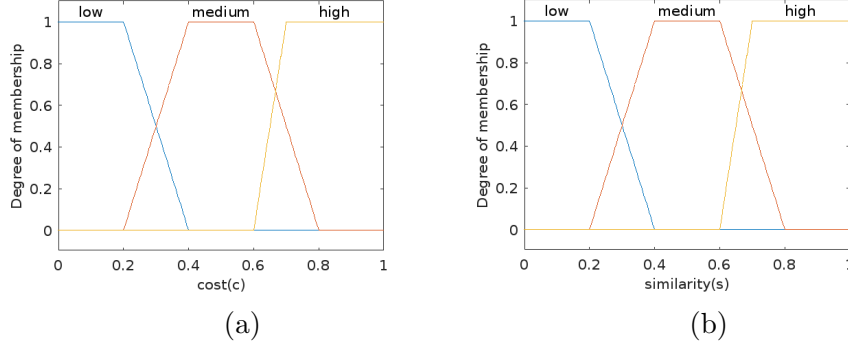 low medium high
1
0.8
0.6
0.4
0.2
0
Degree of membership
0 0.2 0.4 0.6 0.8 1
cost(c)
(a)
low medium high
1
0.8
0.6
0.4
0.2
0
Degree of membership
0 0.2 0.4 0.6 0.8 1
similarity(s)
(b)